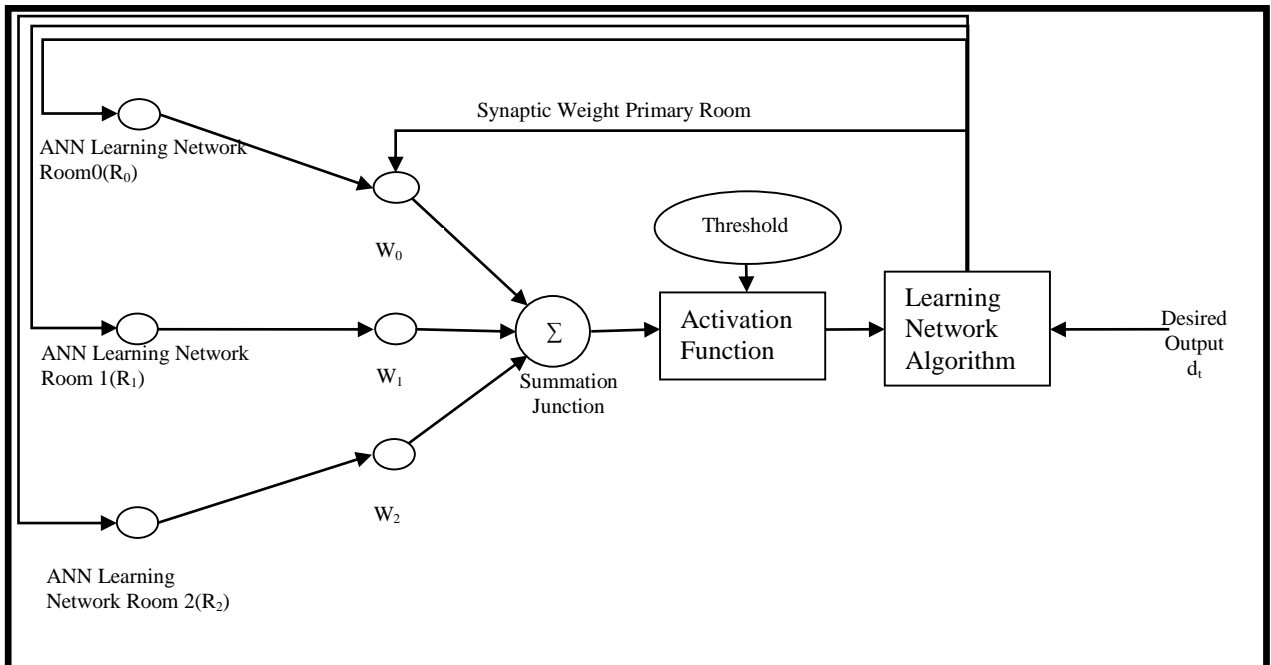 Synaptic Weight Primary Room
ANN Learning Network
Room0(R₀)
W₀
Threshold
Learning
Network
Algorithm
Activation
Function
Σ
Desired
Output
dₜ
ANN Learning Network
Room 1(R₁)
W₁
Summation
Junction
W₂
ANN Learning
Network Room 2(R₂)